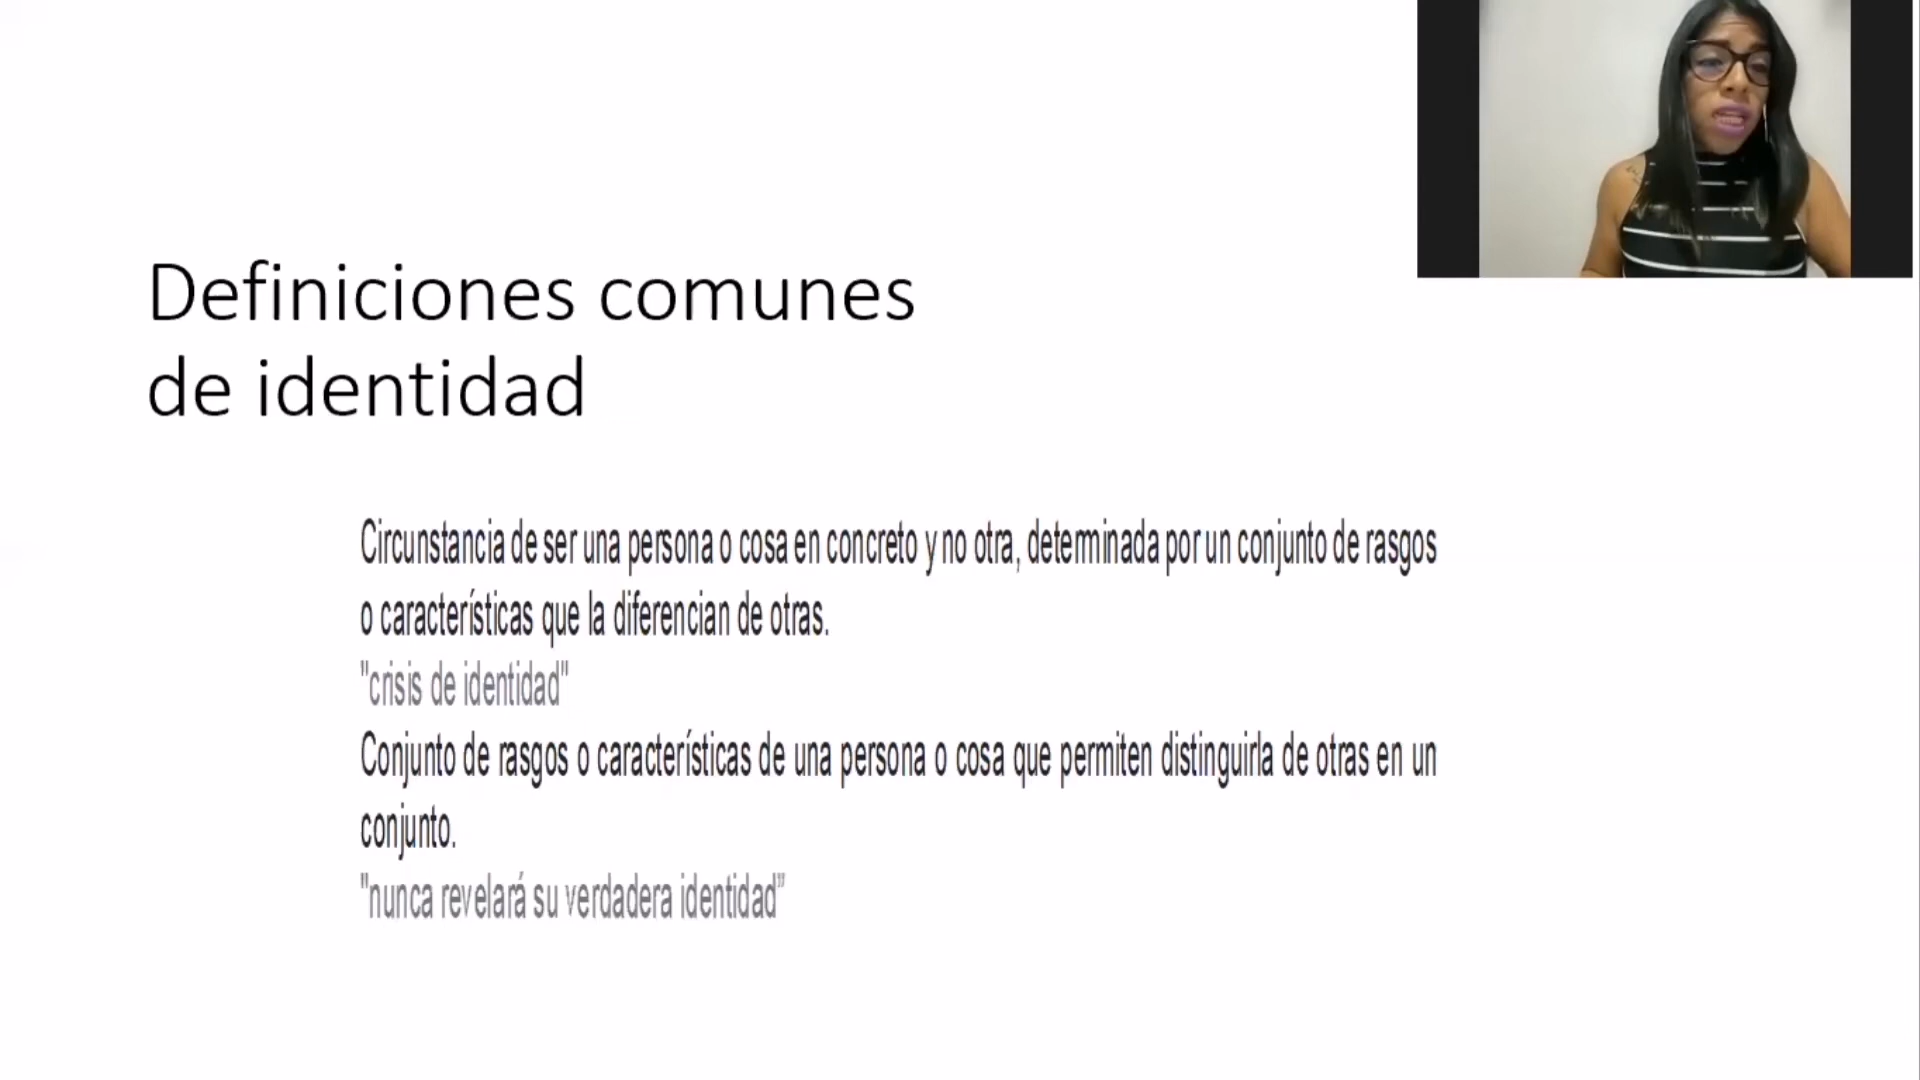 Definiciones comunes
de identidad
Circunstancia de ser una persona o cosa en concreto y no otra, determinada por un conjunto de rasgos
o características que la diferencian de otras.
"crisis de identidad"
Conjunto de rasgos o características de una persona o cosa que permiten distinguirla de otras en un
conjunto.
"nunca revelará su verdadera identidad"